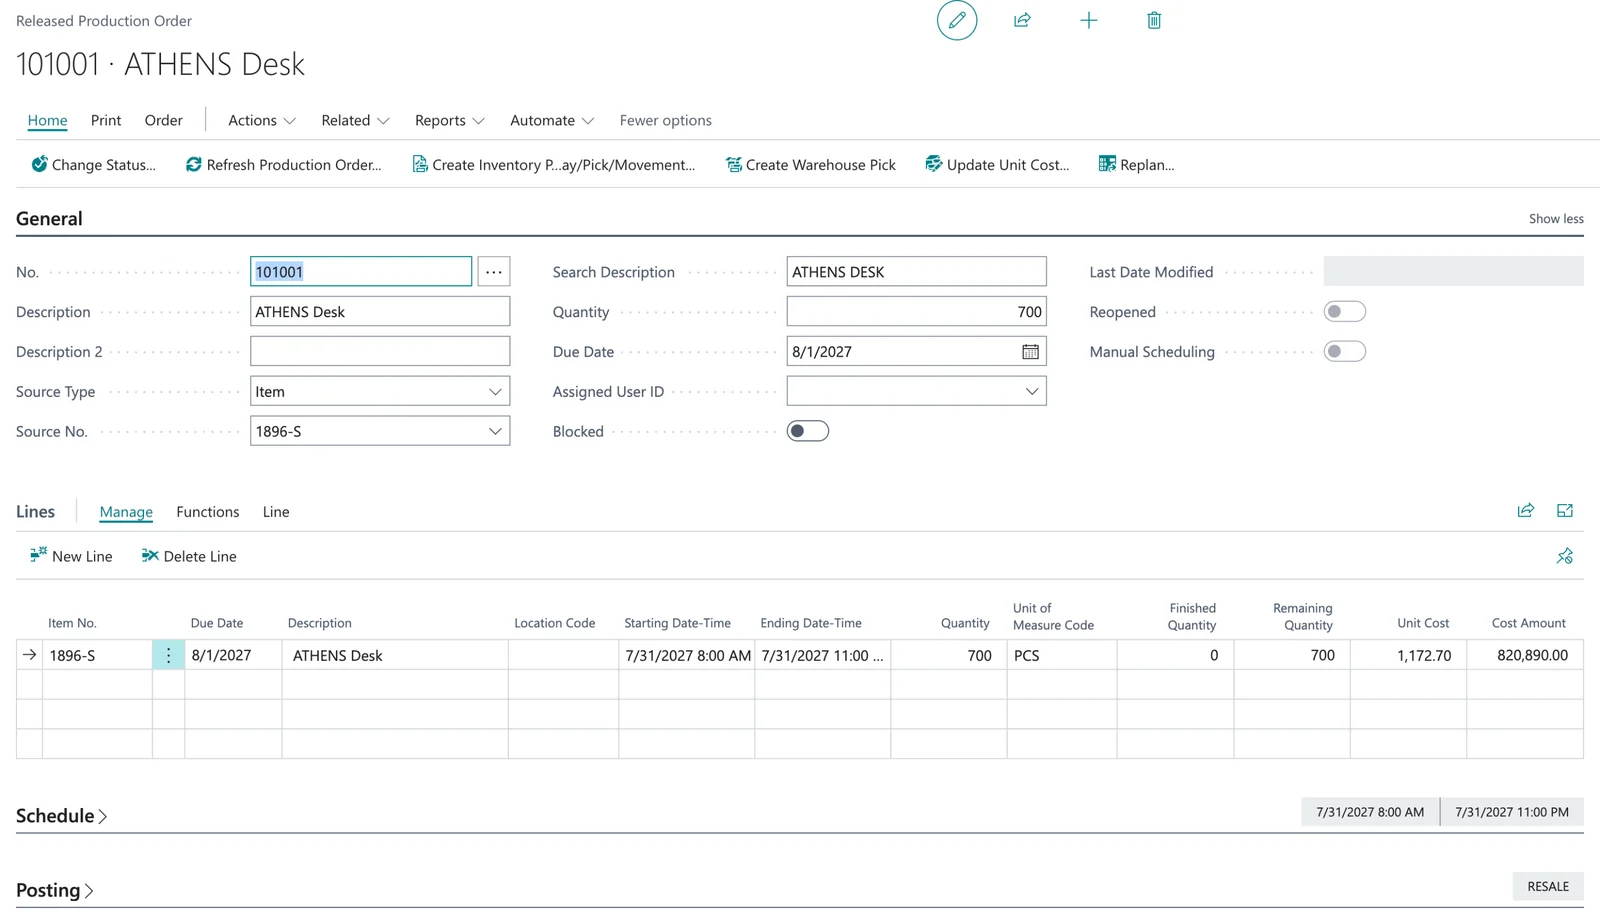 Released Production Order
101001 · ATHENS Desk
Home Print Order Actions Related Reports Automate Fewer options
Change Status... Refresh Production Order... Create Inventory P...ay/Pick/Movement... Create Warehouse Pick Update Unit Cost... Replan...
General Show less
No. 101001 ... Search Description ATHENS DESK Last Date Modified
Description ATHENS Desk Quantity 700 Reopened
Description 2 Due Date 8/1/2027 Manual Scheduling
Source Type Item Assigned User ID
Source No. 1896-S Blocked
Lines Manage Functions Line
New Line Delete Line
Item No. Due Date Description Location Code Starting Date-Time Ending Date-Time Quantity Unit of Measure Code Finished Quantity Remaining Quantity Unit Cost Cost Amount
1896-S 8/1/2027 ATHENS Desk 7/31/2027 8:00 AM 7/31/2027 11:00 ... 700 PCS 0 700 1,172.70 820,890.00
Schedule 7/31/2027 8:00 AM 7/31/2027 11:00 PM
Posting RESALE